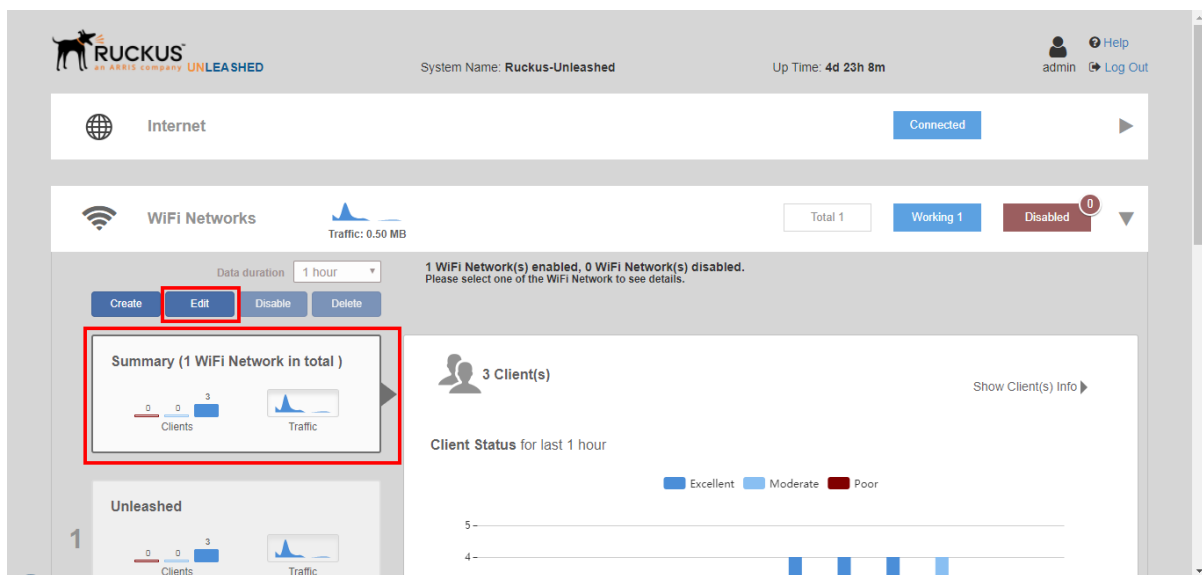 RUCKUS™
an ARRIS company UNLEASHED
System Name: Ruckus-Unleashed
Up Time: 4d 23h 8m
admin
Help
Log Out
Internet
Connected
WiFi Networks
Traffic: 0.50 MB
Total 1
Working 1
Disabled
0
Data duration 1 hour
Create Edit Disable Delete
1 WiFi Network(s) enabled, 0 WiFi Network(s) disabled.
Please select one of the WiFi Network to see details.
Summary (1 WiFi Network in total )
0 0 3
Clients Traffic
3 Client(s)
Show Client(s) Info
Client Status for last 1 hour
Excellent Moderate Poor
5
4
1
Unleashed
0 0 3
Clients Traffic